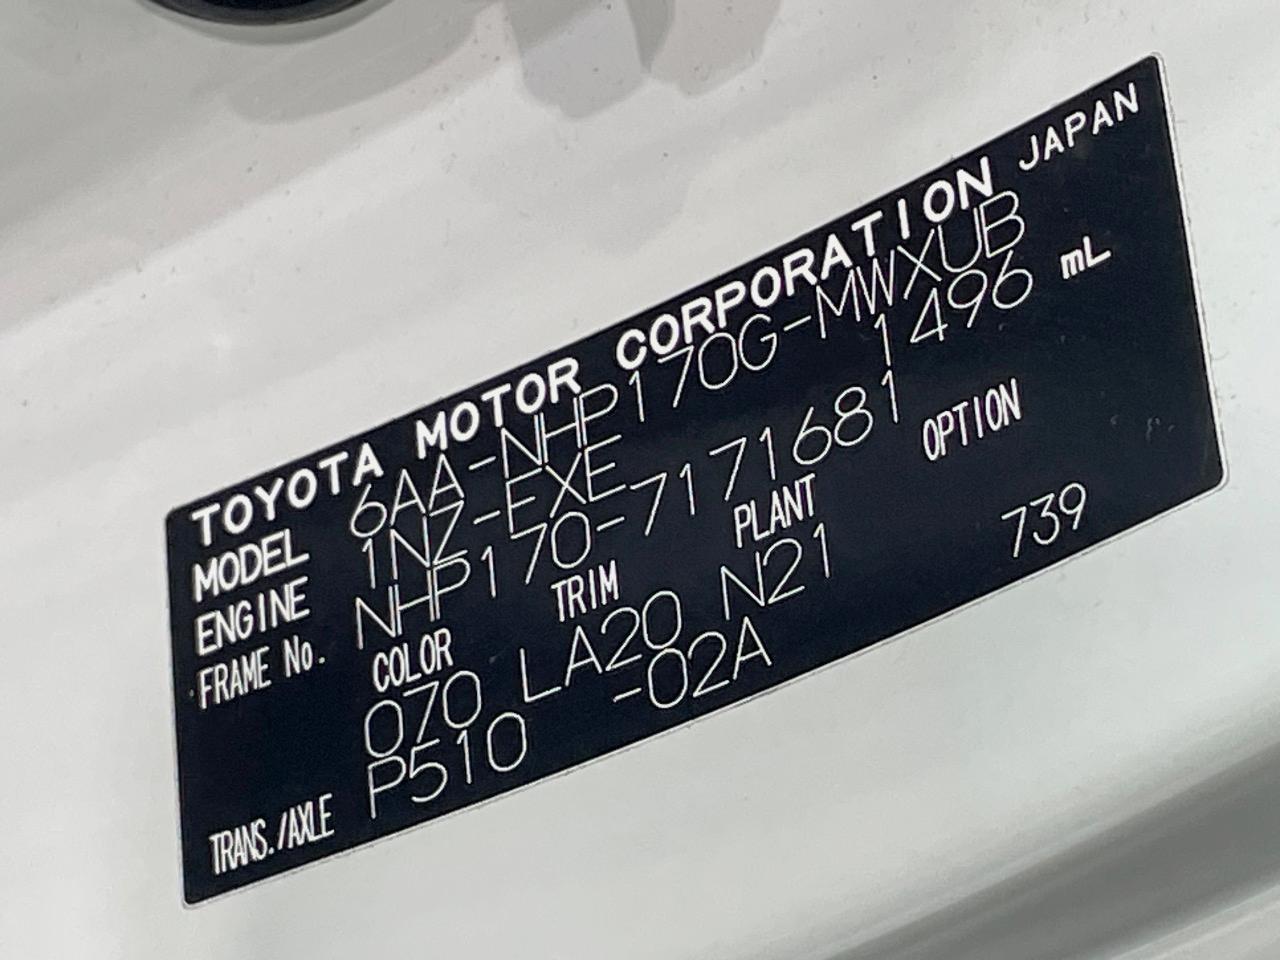 TOYOTA MOTOR CORPORATION JAPAN
MODEL 6AA-NHP170G-MWXUB
ENGINE 1NZ-EXE 1496 mL
FRAME No. NHP170-7171681
COLOR TRIM PLANT OPTION
070 LA20 N21 739
TRANS./AXLE P510 -02A